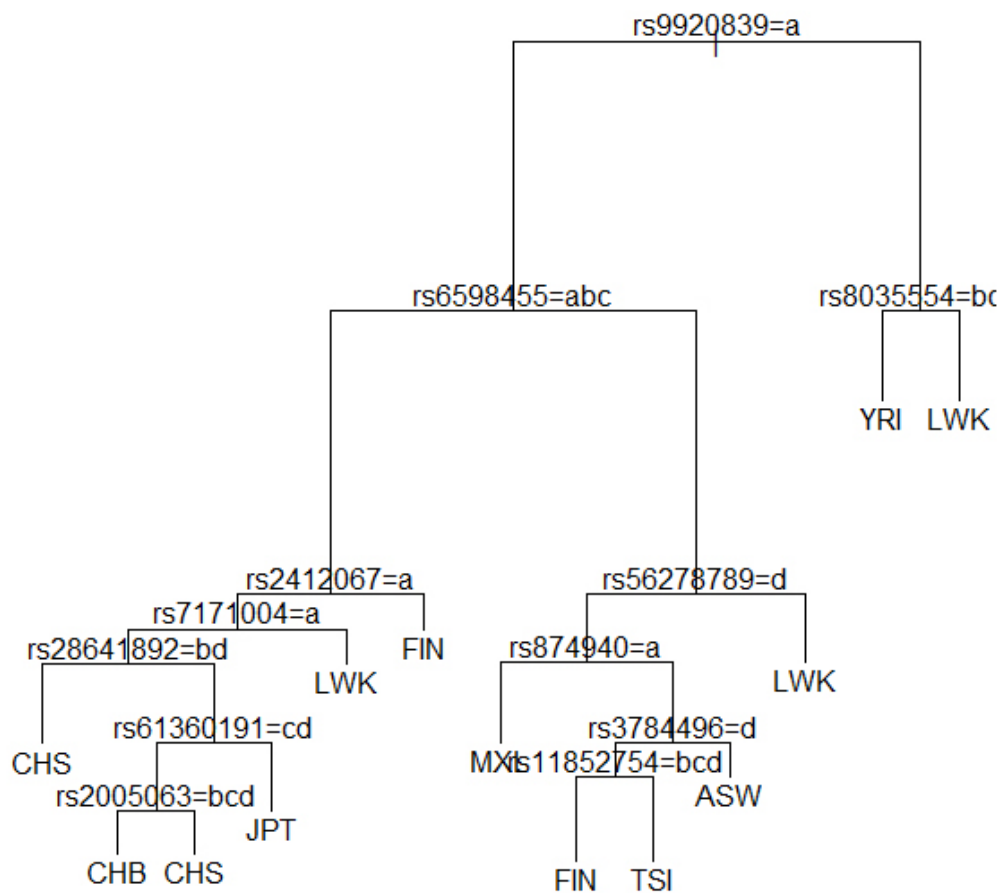 rs9920839=a
rs6598455=abc
rs8035554=bc
YRI
LWK
rs2412067=a
rs56278789=d
rs7171004=a
FIN
rs28641892=bd
rs874940=a
LWK
LWK
rs61360191=cd
rs3784496=d
CHS
MXL
rs11852754=bcd
rs2005063=bcd
ASW
JPT
CHB
CHS
FIN
TSI